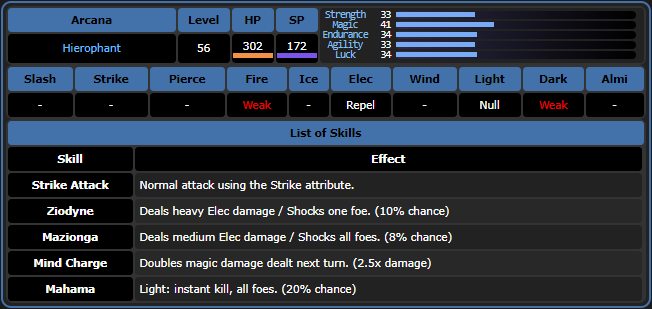 Arcana Level HP SP
Hierophant 56 302 172
Strength 33
Magic 41
Endurance 34
Agility 33
Luck 34
Slash Strike Pierce Fire Ice Elec Wind Light Dark Almi
- - - Weak - Repel - Null Weak -
List of Skills
Skill Effect
Strike Attack Normal attack using the Strike attribute.
Ziodyne Deals heavy Elec damage / Shocks one foe. (10% chance)
Mazionga Deals medium Elec damage / Shocks all foes. (8% chance)
Mind Charge Doubles magic damage dealt next turn. (2.5x damage)
Mahama Light: instant kill, all foes. (20% chance)